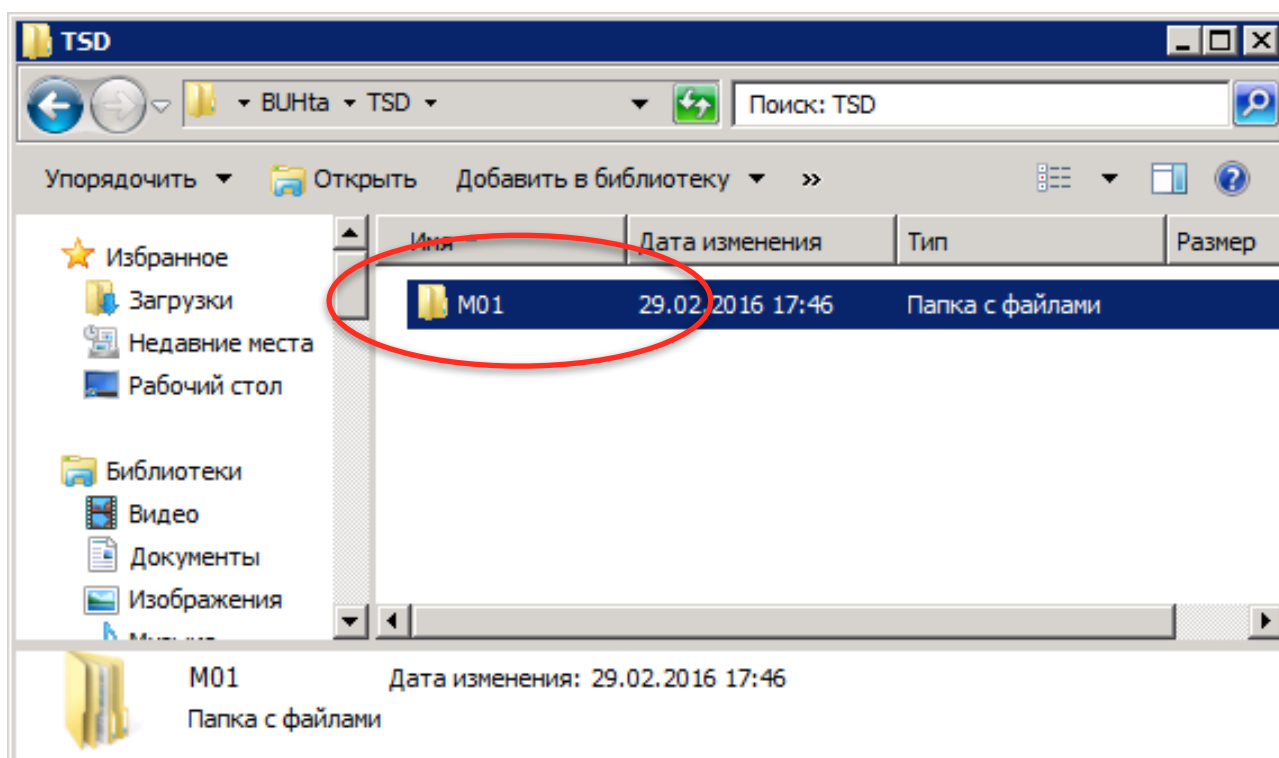 TSD
BUHta TSD
Поиск: TSD
Упорядочить Открыть Добавить в библиотеку »
Имя Дата изменения Тип Размер
Избранное
Загрузки
Недавние места
Рабочий стол
Библиотеки
Видео
Документы
Изображения
M01 29.02.2016 17:46 Папка с файлами
M01 Дата изменения: 29.02.2016 17:46
Папка с файлами